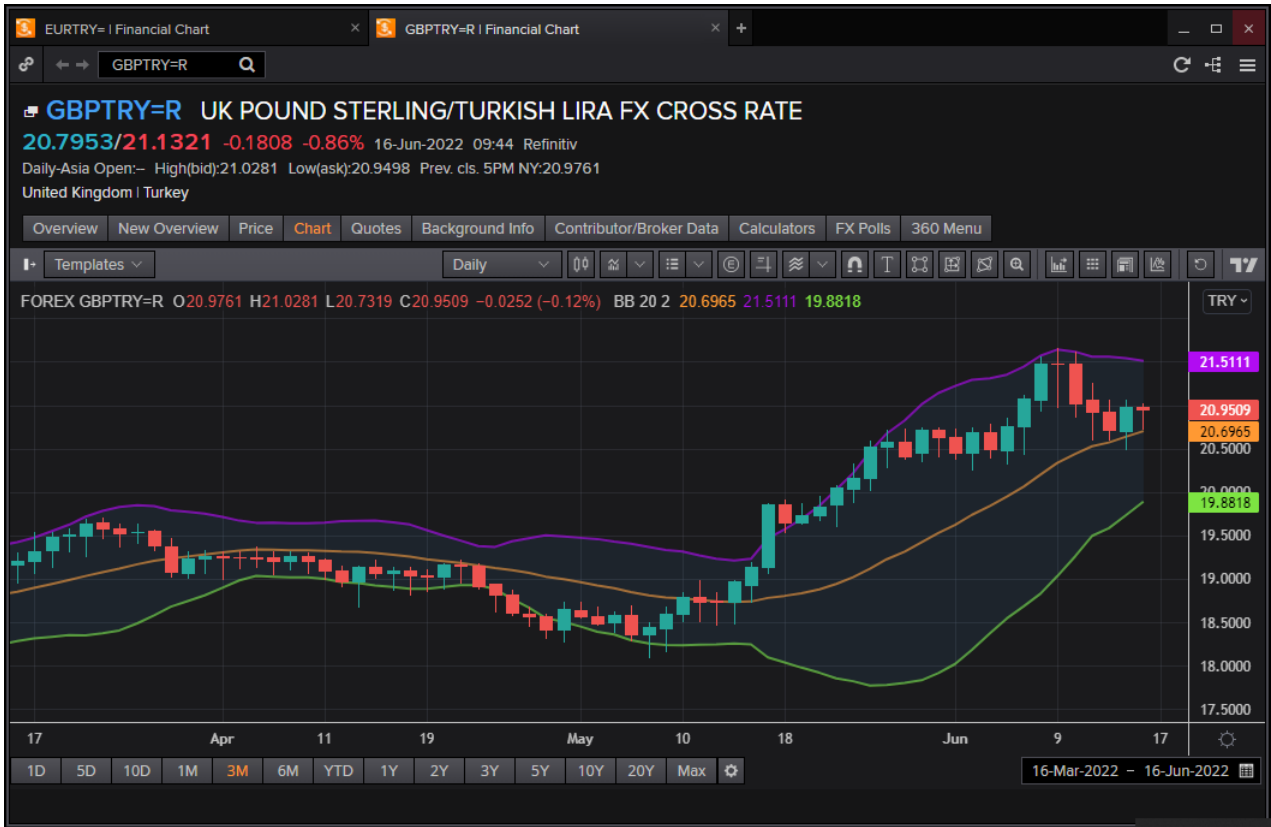 EURTRY= | Financial Chart × GBPTRY=R | Financial Chart × +
GBPTRY=R
GBPTRY=R UK POUND STERLING/TURKISH LIRA FX CROSS RATE
20.7953/21.1321 -0.1808 -0.86% 16-Jun-2022 09:44 Refinitiv
Daily-Asia Open:-- High(bid):21.0281 Low(ask):20.9498 Prev. cls. 5PM NY:20.9761
United Kingdom | Turkey
Overview New Overview Price Chart Quotes Background Info Contributor/Broker Data Calculators FX Polls 360 Menu
Templates Daily E T
FOREX GBPTRY=R O20.9761 H21.0281 L20.7319 C20.9509 −0.0252 (−0.12%) BB 20 2 20.6965 21.5111 19.8818
TRY
21.5111
20.9509
20.6965
20.5000
20.0000
19.8818
19.5000
19.0000
18.5000
18.0000
17.5000
17 Apr 11 19 May 10 18 Jun 9 17
1D 5D 10D 1M 3M 6M YTD 1Y 2Y 3Y 5Y 10Y 20Y Max
16-Mar-2022 – 16-Jun-2022